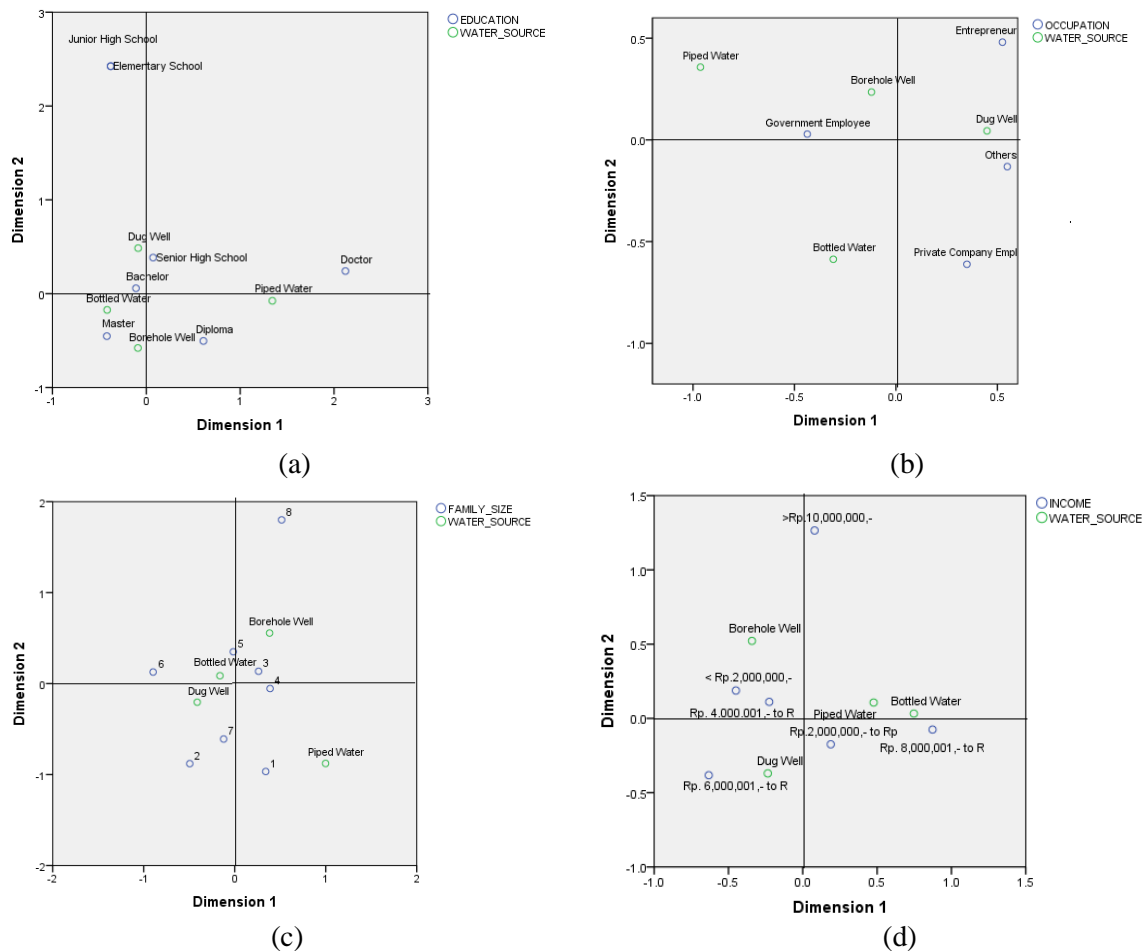 3
2
1
0
-1
-1
0
1
2
3
Dimension 2
Dimension 1
EDUCATION
WATER_SOURCE
Junior High School
Elementary School
Dug Well
Senior High School
Doctor
Bachelor
Piped Water
Bottled Water
Master
Borehole Well
Diploma
(a)
0.5
0.0
-0.5
-1.0
-1.0
-0.5
0.0
0.5
Dimension 2
Dimension 1
OCCUPATION
WATER_SOURCE
Entrepreneur
Piped Water
Borehole Well
Government Employee
Dug Well
Others
Bottled Water
Private Company Empl
.
(b)
2
1
0
-1
-2
-2
-1
0
1
2
Dimension 2
Dimension 1
FAMILY_SIZE
WATER_SOURCE
8
Borehole Well
5
Bottled Water
3
6
4
Dug Well
7
2
1
Piped Water
(c)
1.5
1.0
0.5
0.0
-0.5
-1.0
-1.0
-0.5
0.0
0.5
1.0
1.5
Dimension 2
Dimension 1
INCOME
WATER_SOURCE
>Rp.10,000,000,-
Borehole Well
< Rp.2,000,000,-
Rp. 4.000.001,- to R
Piped Water
Bottled Water
Rp.2,000,000,- to Rp
Rp. 8,000,001,- to R
Dug Well
Rp. 6,000,001,- to R
(d)